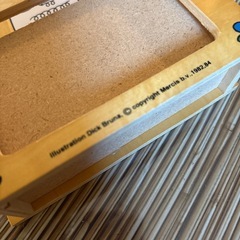 Illustration Dick Bruna, © copyright Mercis b.v.,1982,84